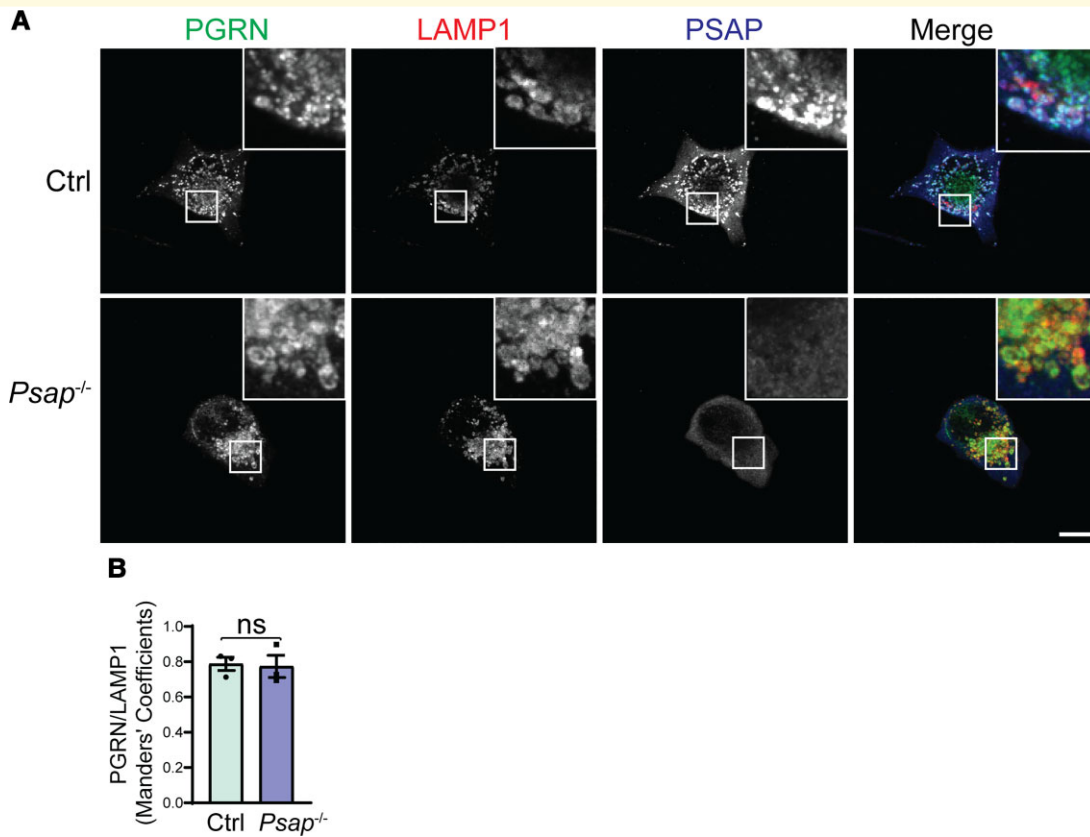 A
PGRN LAMP1 PSAP Merge
Ctrl
Psap-/-
B
ns
PGRN/LAMP1
(Manders' Coefficients)
1.0
0.8
0.6
0.4
0.2
0.0
Ctrl Psap-/-